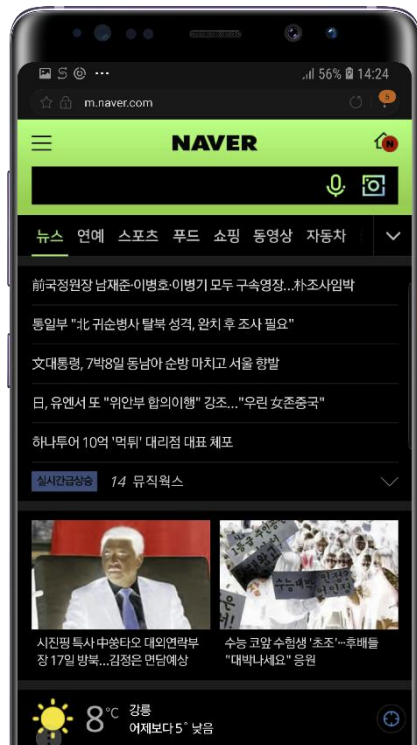 56% 14:24
m.naver.com
5
NAVER
N
뉴스 연예 스포츠 푸드 쇼핑 동영상 자동차
前국정원장 남재준·이병호·이병기 모두 구속영장...朴조사임박
통일부 "北 귀순병사 탈북 성격, 완치 후 조사 필요"
文대통령, 7박8일 동남아 순방 마치고 서울 향발
日, 유엔서 또 "위안부 합의이행" 강조..."우린 女존중국"
하나투어 10억 '먹튀' 대리점 대표 체포
실시간급상승 14 뮤직웍스
시진핑 특사 中쑹타오 대외연락부
장 17일 방북...김정은 면담예상
수능 코앞 수험생 '초조'…후배들
"대박나세요" 응원
8℃ 강릉
어제보다 5˚ 낮음